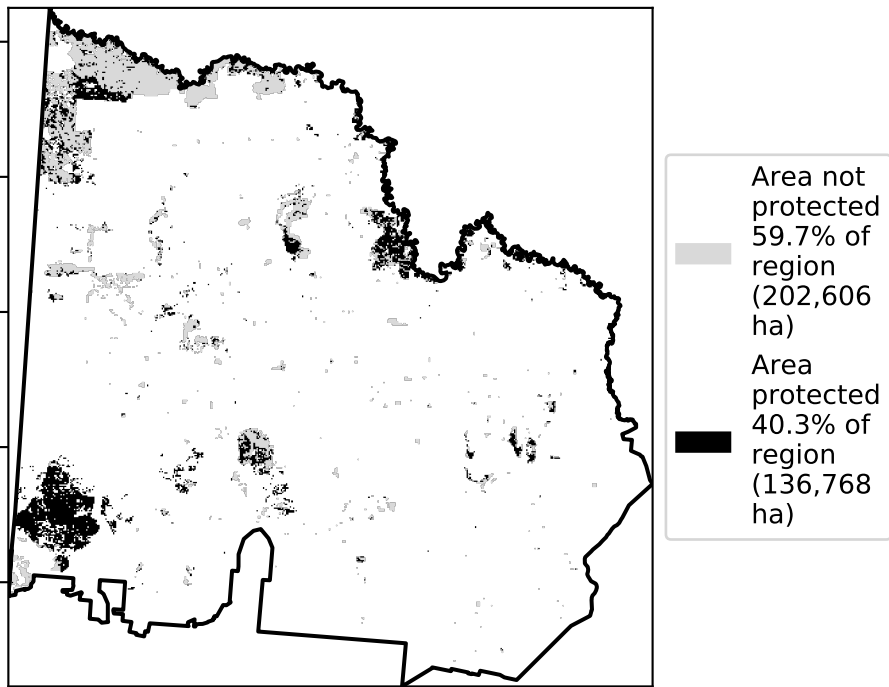 Area not
protected
59.7% of
region
(202,606
ha)
Area
protected
40.3% of
region
(136,768
ha)